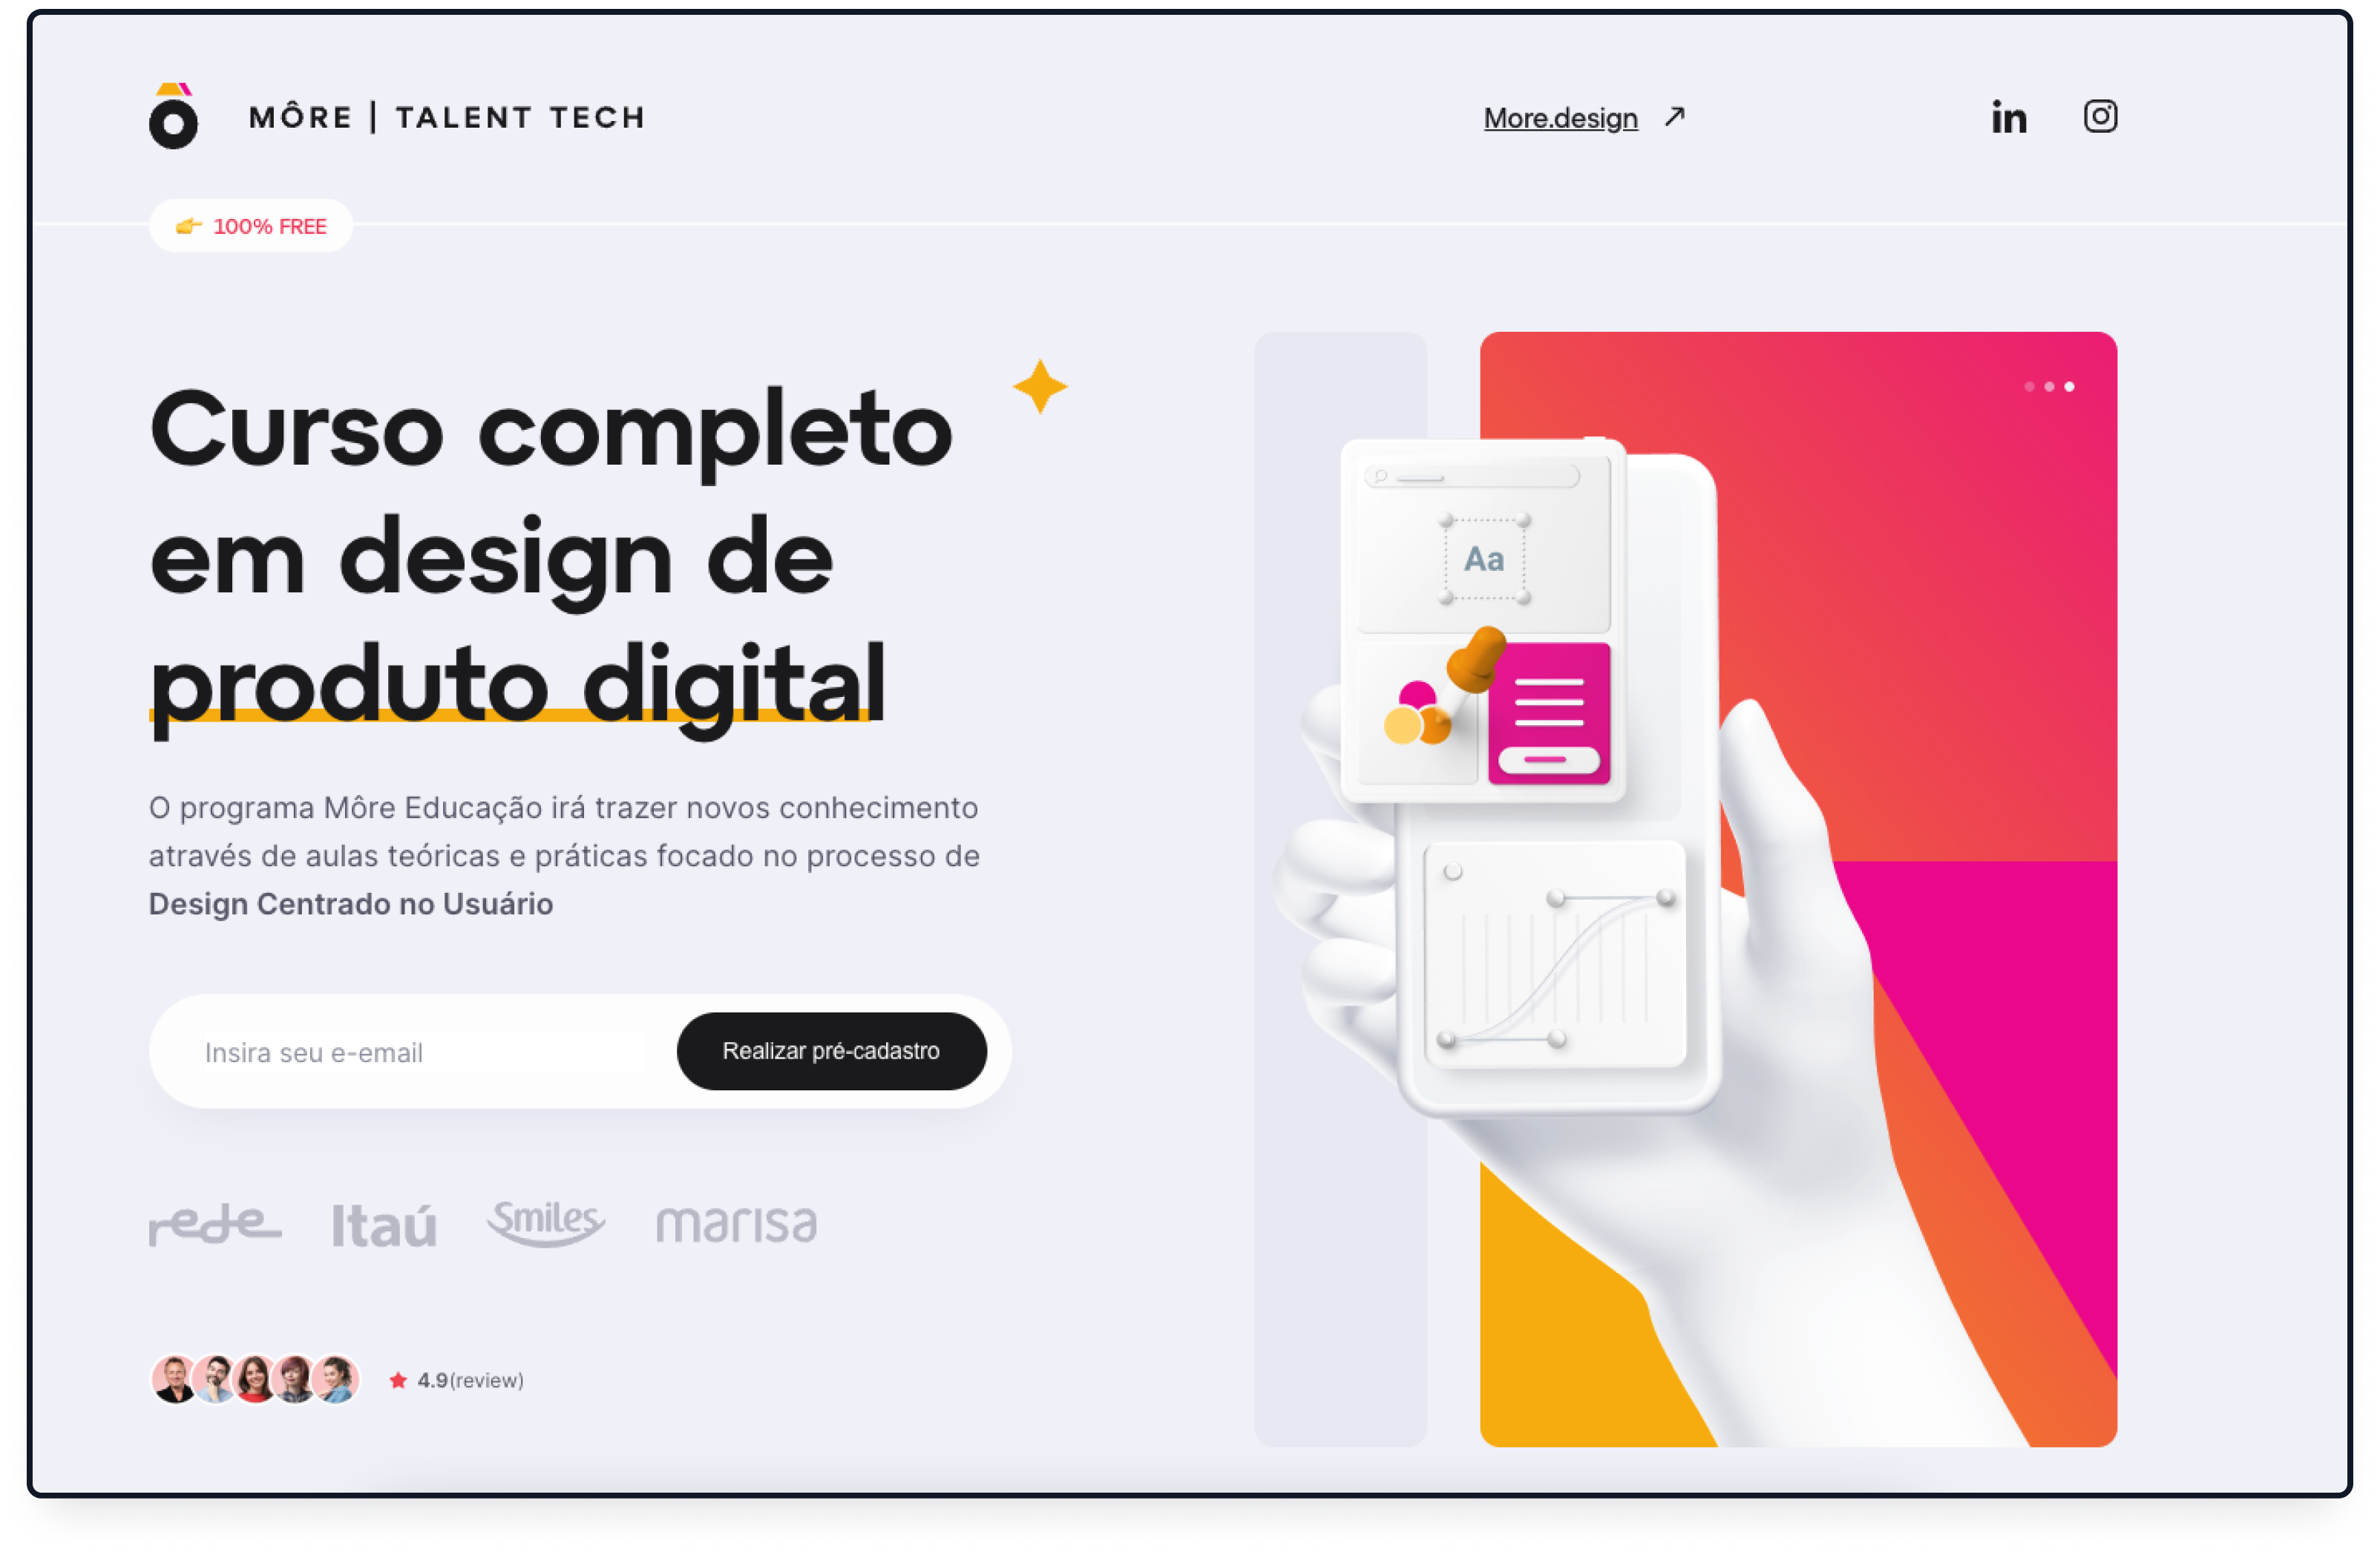 MÔRE | TALENT TECH
More.design
100% FREE
Curso completo
em design de
produto digital
O programa Môre Educação irá trazer novos conhecimento
através de aulas teóricas e práticas focado no processo de
Design Centrado no Usuário
Insira seu e-email
Realizar pré-cadastro
rede Itaú Smiles marisa
4.9(review)
Aa